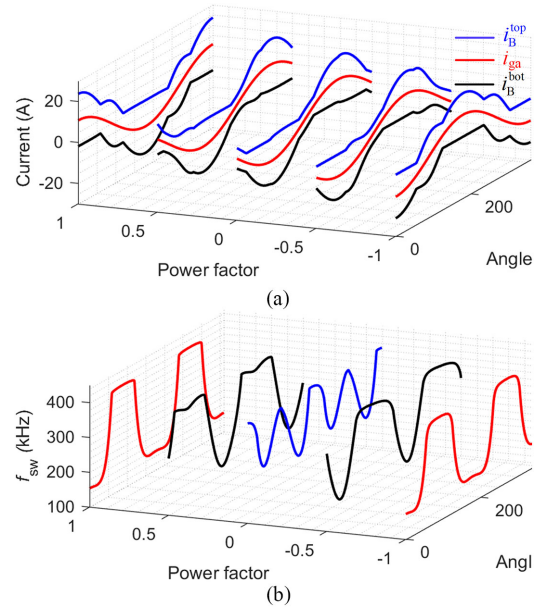 i_B^top
i_ga
i_B^bot
Current (A)
20
0
-20
1
0.5
0
-0.5
-1
0
200
Power factor
Angle
(a)
f_sw (kHz)
400
300
200
100
1
0.5
0
-0.5
-1
0
200
Power factor
Angl
(b)